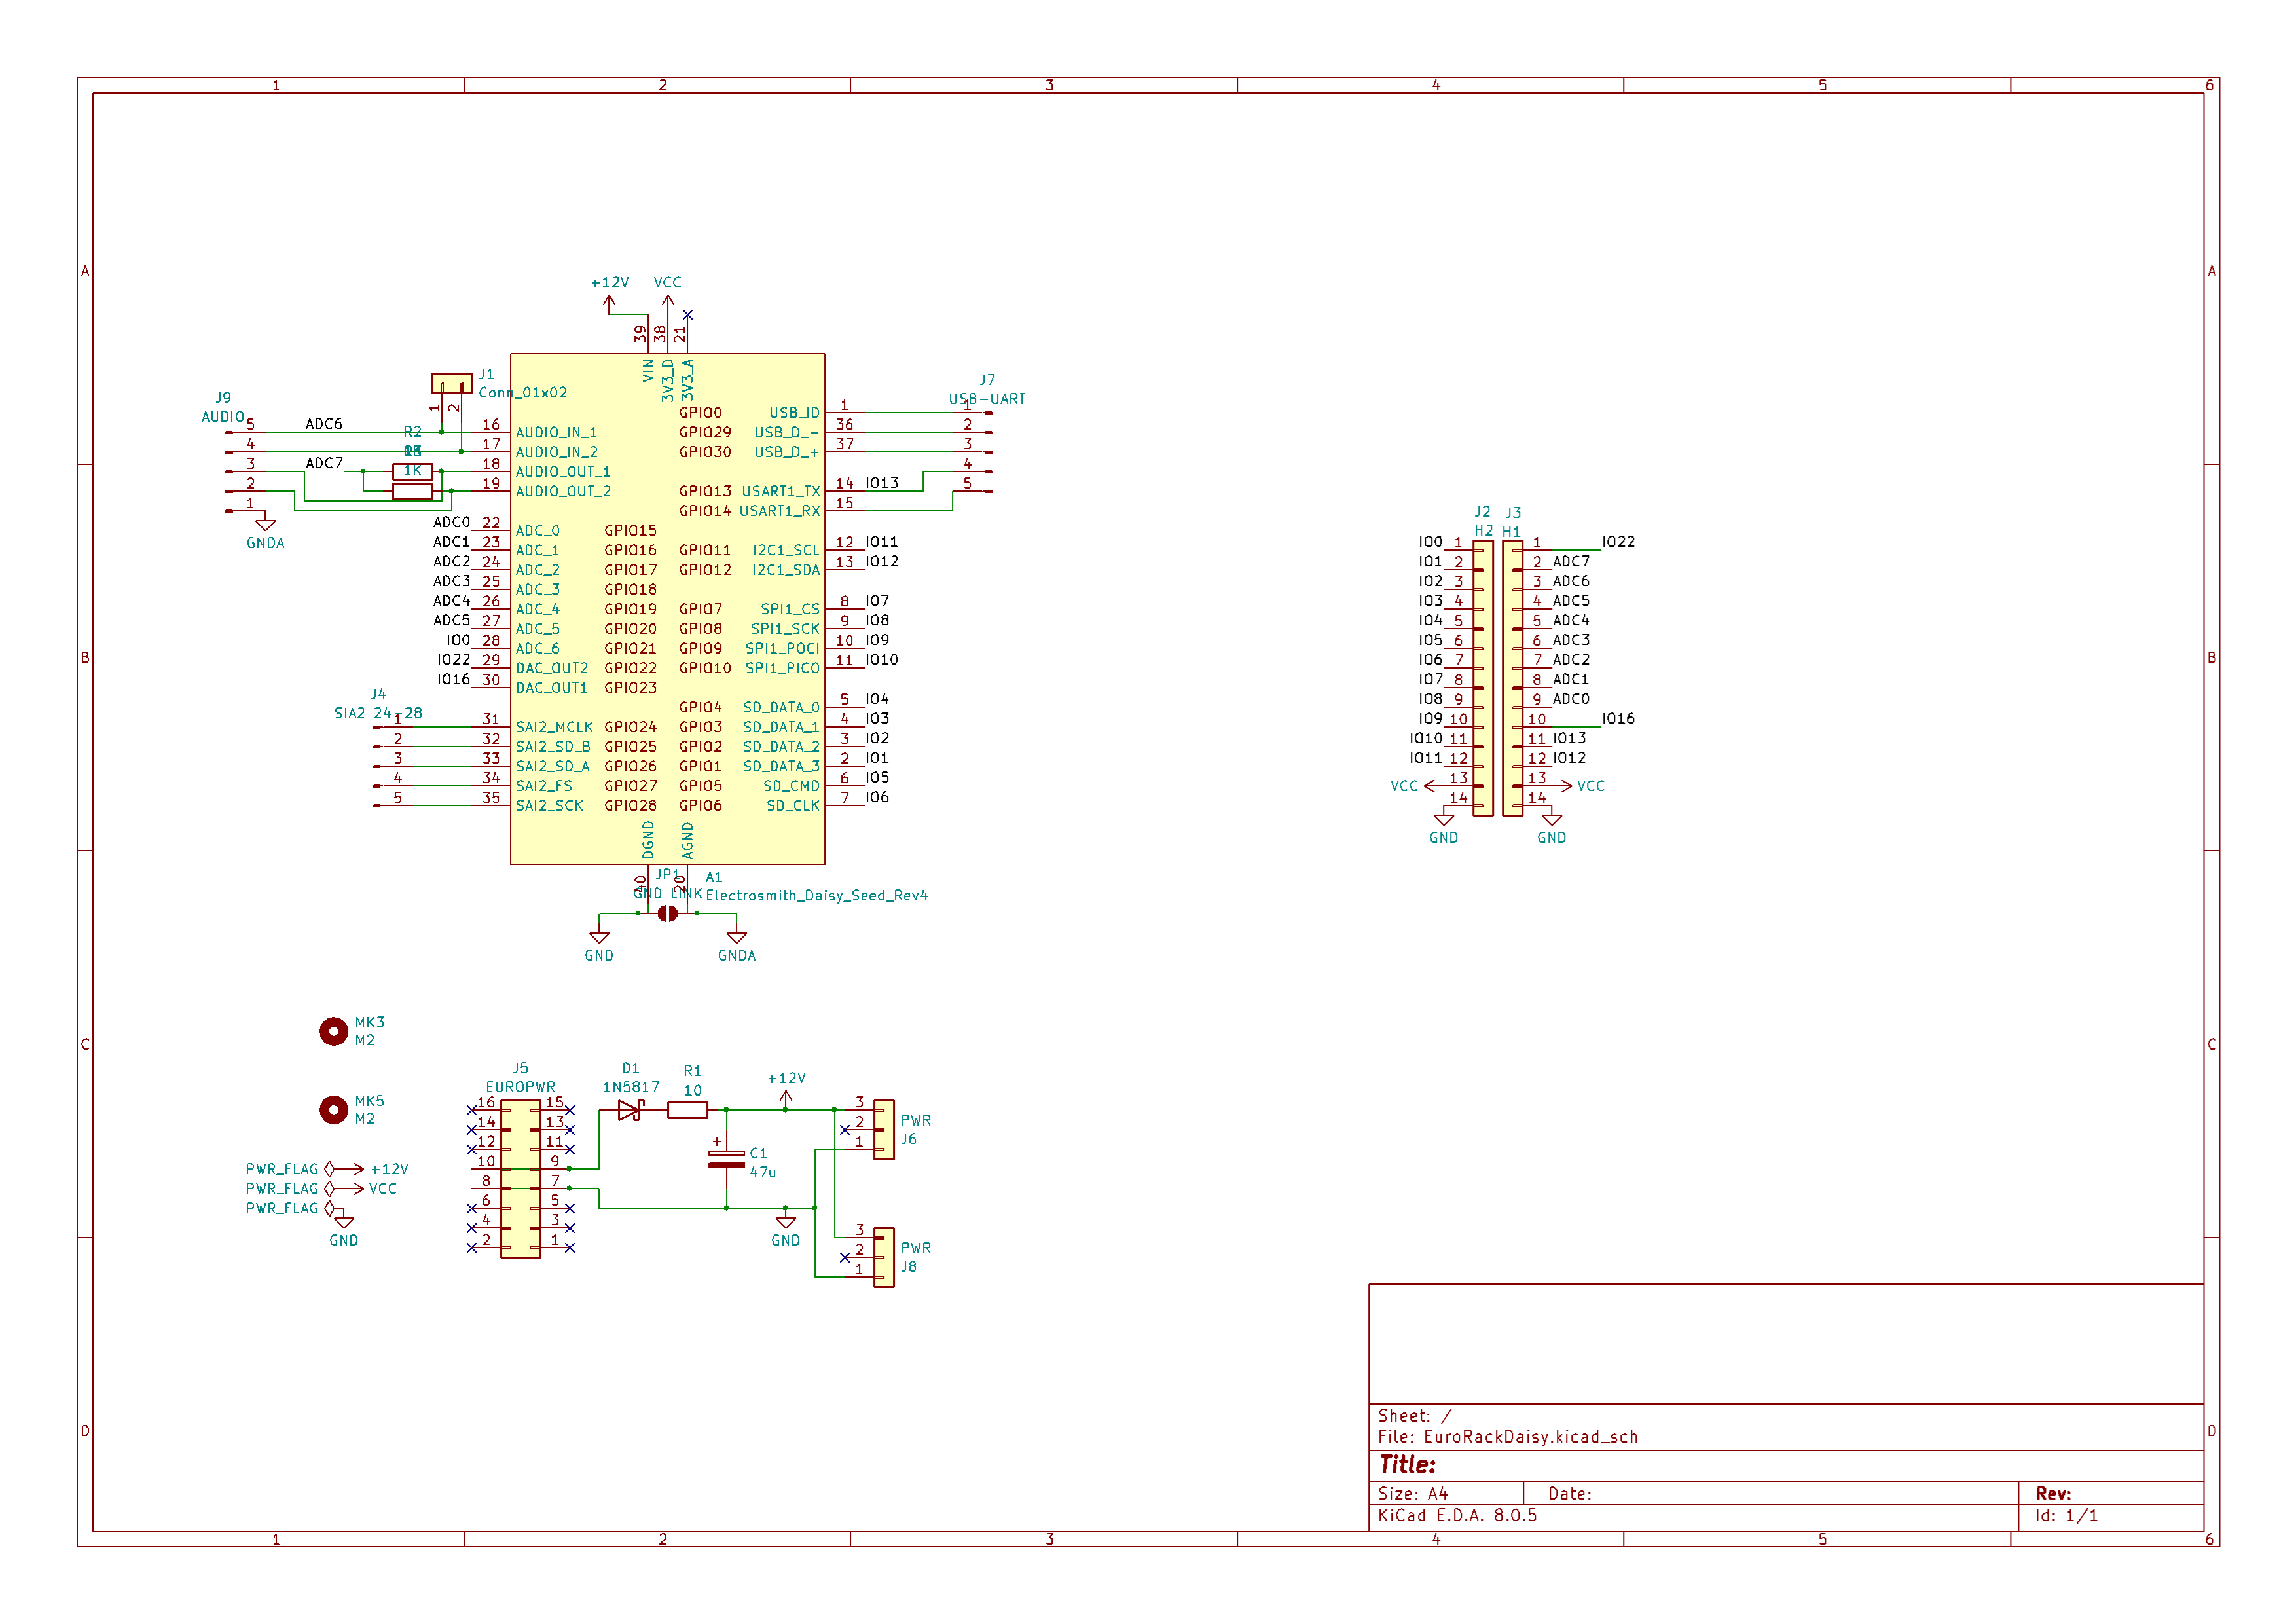 1 2 3 4 5 6
A A
+12V VCC
39 38 21
VIN 3V3_D 3V3_A
J1
Conn_01x02
1 2
J9
AUDIO
5 ADC6
4
3 ADC7
2
1
GNDA
R2
R3
1K
J7
USB-UART
1
2
3
4
5
16 AUDIO_IN_1
17 AUDIO_IN_2
18 AUDIO_OUT_1
19 AUDIO_OUT_2
ADC0 22 ADC_0 GPIO15
ADC1 23 ADC_1 GPIO16
ADC2 24 ADC_2 GPIO17
ADC3 25 ADC_3 GPIO18
ADC4 26 ADC_4 GPIO19
ADC5 27 ADC_5 GPIO20
IO0 28 ADC_6 GPIO21
IO22 29 DAC_OUT2 GPIO22
IO16 30 DAC_OUT1 GPIO23
J4
SIA2 24-28
1 31 SAI2_MCLK GPIO24
2 32 SAI2_SD_B GPIO25
3 33 SAI2_SD_A GPIO26
4 34 SAI2_FS GPIO27
5 35 SAI2_SCK GPIO28
GPIO0 USB_ID 1
GPIO29 USB_D_- 36
GPIO30 USB_D_+ 37
GPIO13 USART1_TX 14 IO13
GPIO14 USART1_RX 15
GPIO11 I2C1_SCL 12 IO11
GPIO12 I2C1_SDA 13 IO12
GPIO7 SPI1_CS 8 IO7
GPIO8 SPI1_SCK 9 IO8
GPIO9 SPI1_POCI 10 IO9
GPIO10 SPI1_PICO 11 IO10
GPIO4 SD_DATA_0 5 IO4
GPIO3 SD_DATA_1 4 IO3
GPIO2 SD_DATA_2 3 IO2
GPIO1 SD_DATA_3 2 IO1
GPIO5 SD_CMD 6 IO5
GPIO6 SD_CLK 7 IO6
DGND AGND
40 20
JP1
GND LINK
A1
Electrosmith_Daisy_Seed_Rev4
GND GNDA
B B
J2 J3
H2 H1
IO0 1 1 IO22
IO1 2 2 ADC7
IO2 3 3 ADC6
IO3 4 4 ADC5
IO4 5 5 ADC4
IO5 6 6 ADC3
IO6 7 7 ADC2
IO7 8 8 ADC1
IO8 9 9 ADC0
IO9 10 10 IO16
IO10 11 11 IO13
IO11 12 12 IO12
VCC 13 13 VCC
14 14
GND GND
C C
MK3
M2
MK5
M2
PWR_FLAG +12V
PWR_FLAG VCC
PWR_FLAG
GND
J5
EUROPWR
16 15
14 13
12 11
10 9
8 7
6 5
4 3
2 1
D1
1N5817
R1
10
+12V
C1
47u
+
GND
3
2
1
PWR
J6
3
2
1
PWR
J8
D D
Sheet: /
File: EuroRackDaisy.kicad_sch
Title:
Size: A4 Date: Rev:
KiCad E.D.A. 8.0.5 Id: 1/1
1 2 3 4 5 6